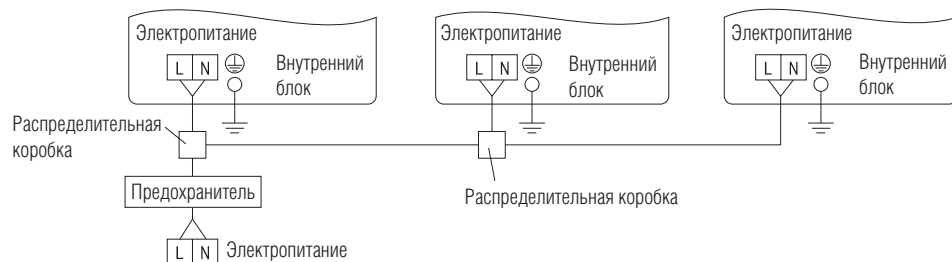 Электропитание
L N
Внутренний
блок
Электропитание
L N
Внутренний
блок
Электропитание
L N
Внутренний
блок
Распределительная
коробка
Предохранитель
Распределительная коробка
L N Электропитание